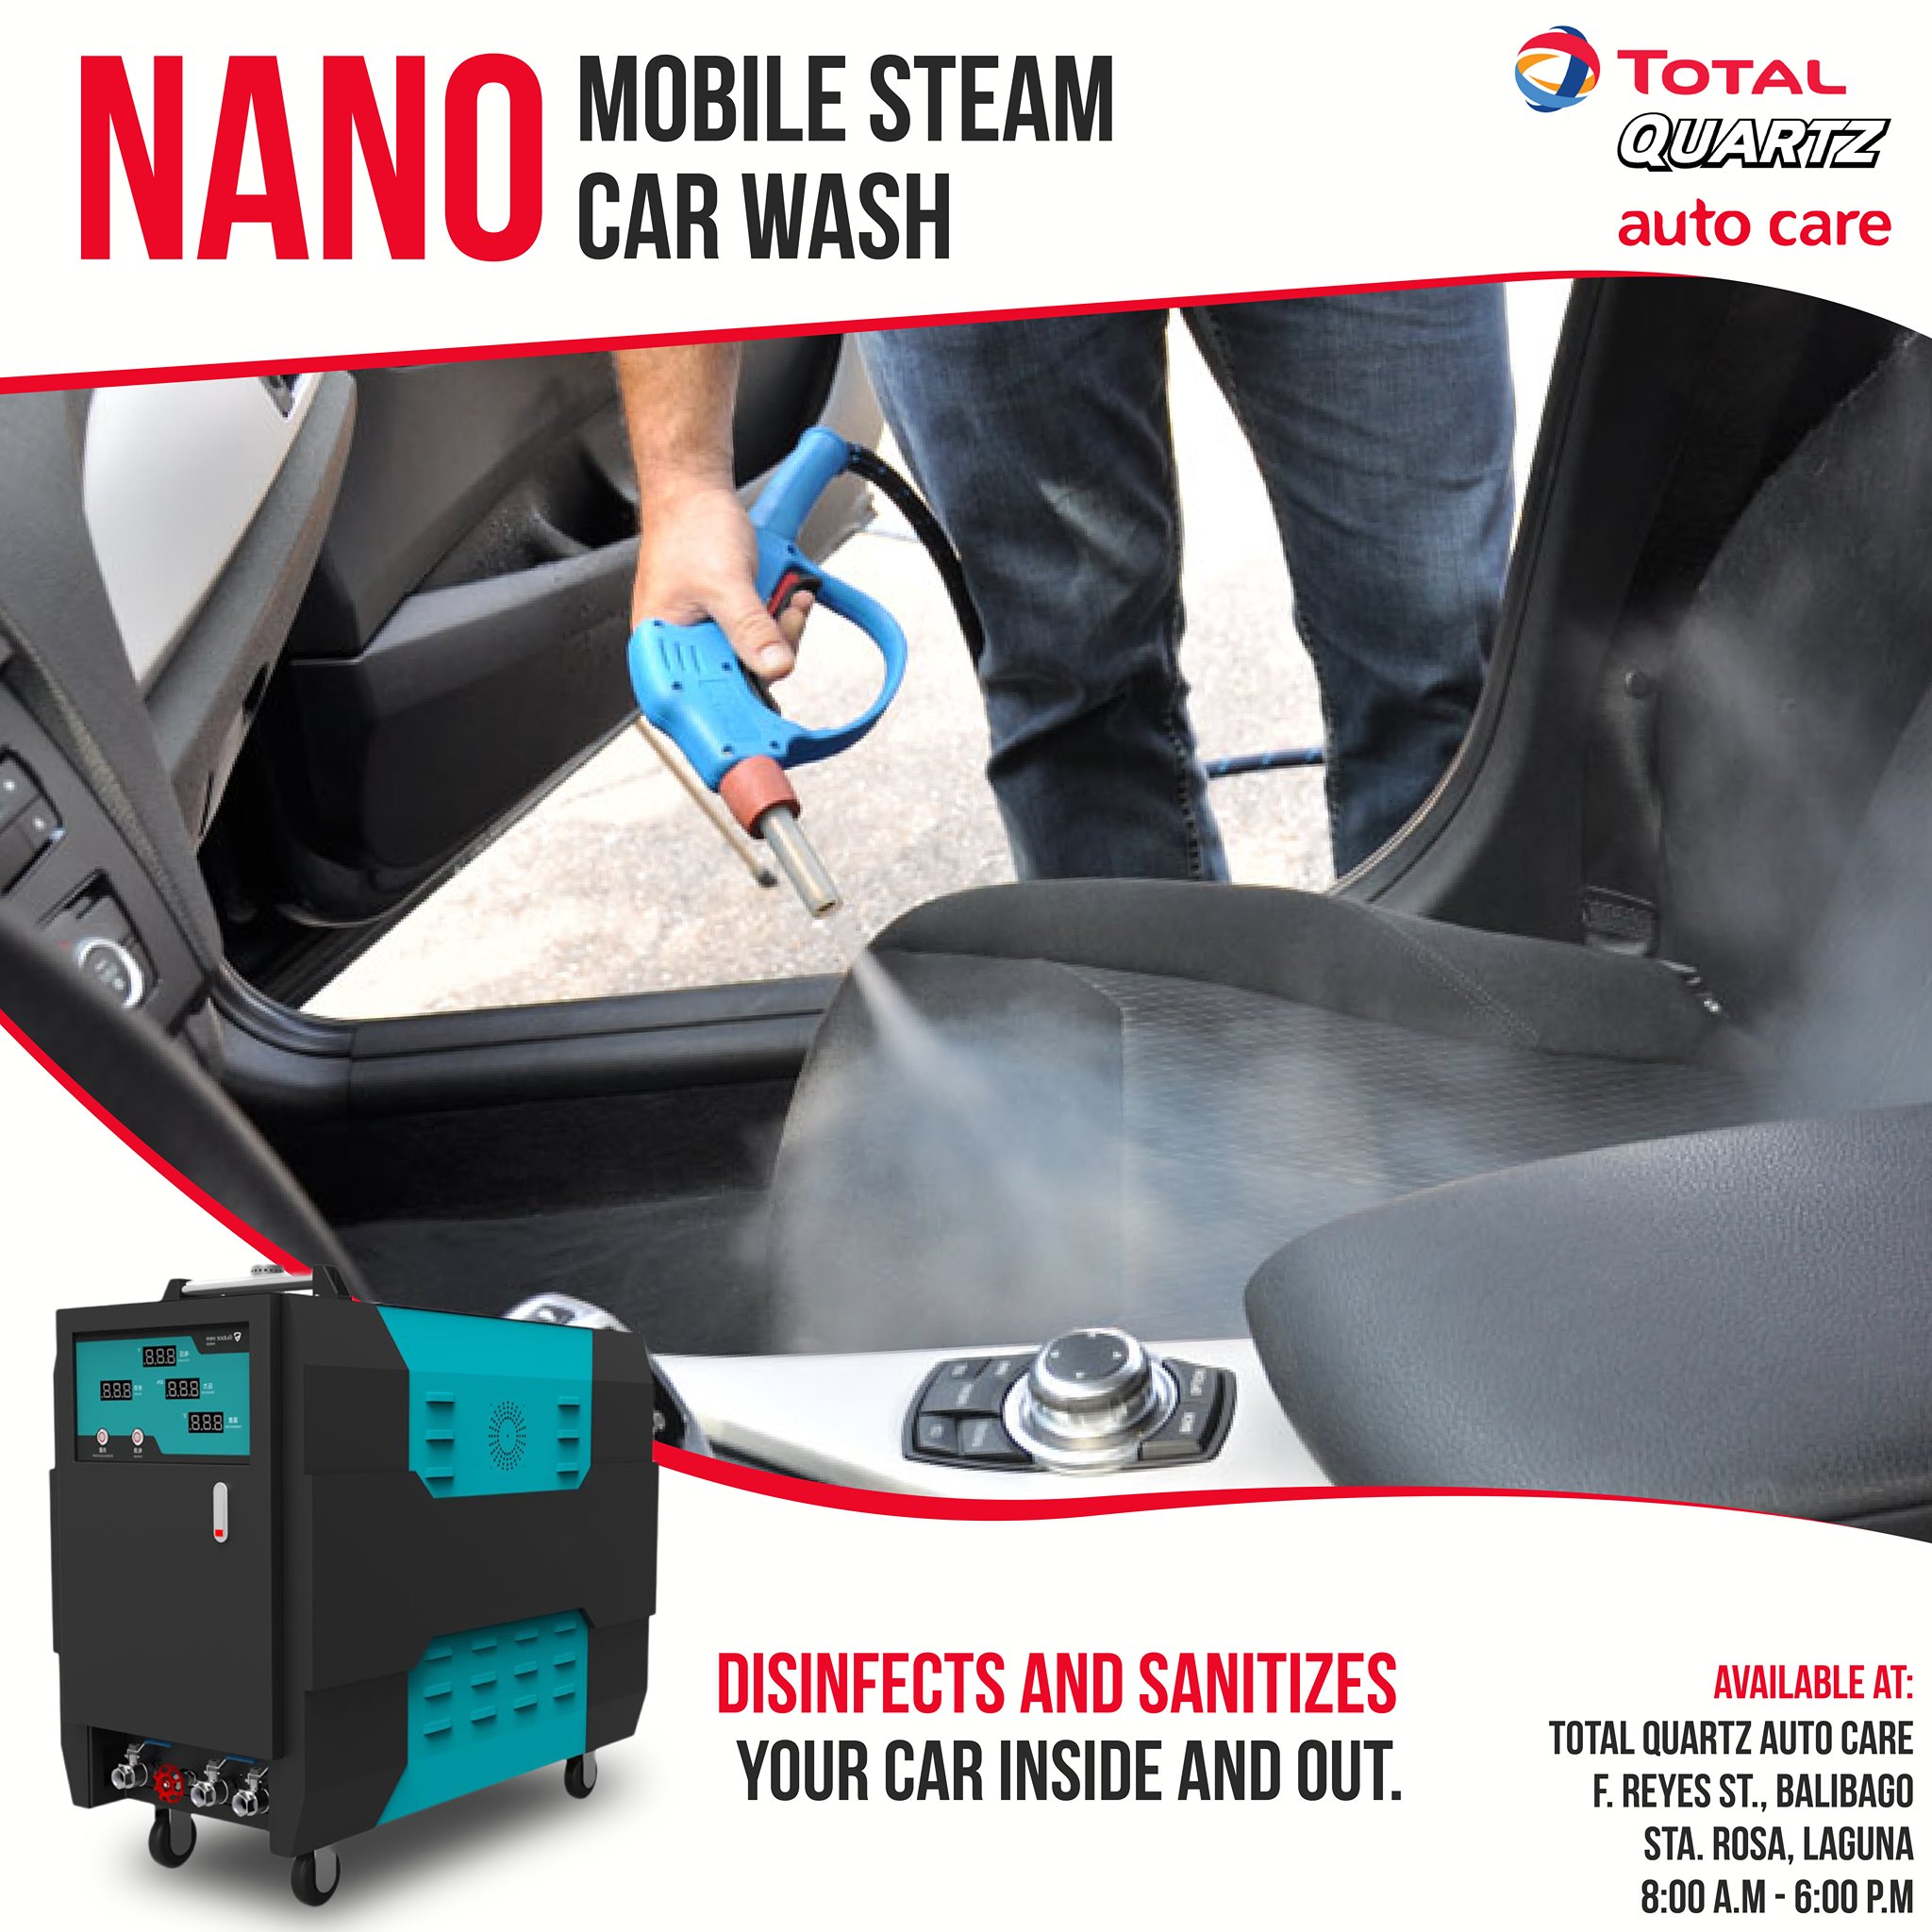 NANO
MOBILE STEAM
CAR WASH
TOTAL
QUARTZ
auto care
DISINFECTS AND SANITIZES
YOUR CAR INSIDE AND OUT.
AVAILABLE AT:
TOTAL QUARTZ AUTO CARE
F. REYES ST., BALIBAGO
STA. ROSA, LAGUNA
8:00 A.M - 6:00 P.M